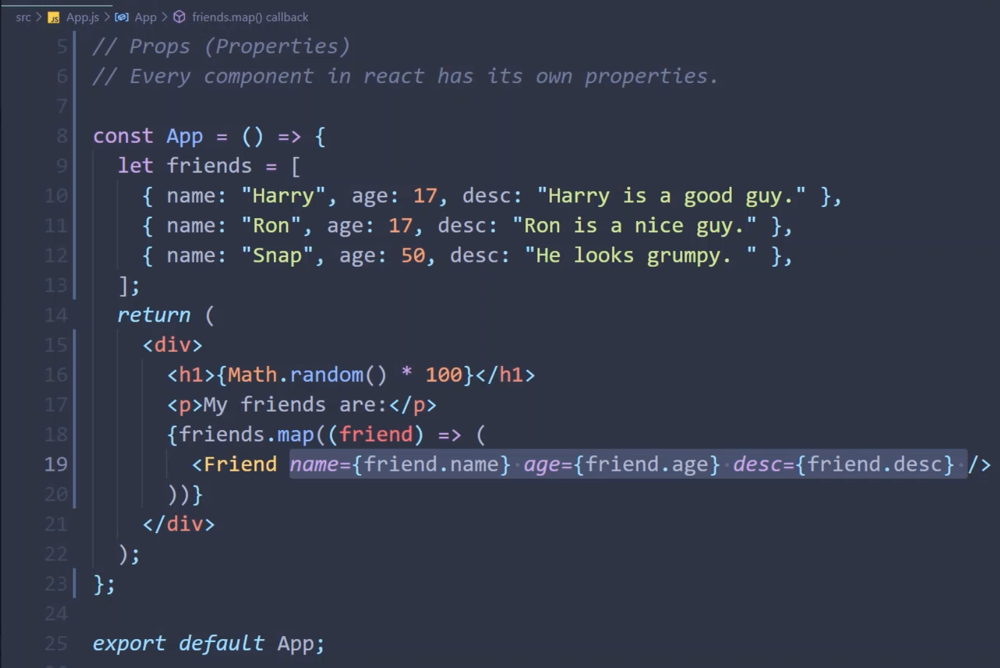 src > JS App.js > App > friends.map() callback
5 // Props (Properties)
6 // Every component in react has its own properties.
7
8 const App = () => {
9 let friends = [
10 { name: "Harry", age: 17, desc: "Harry is a good guy." },
11 { name: "Ron", age: 17, desc: "Ron is a nice guy." },
12 { name: "Snap", age: 50, desc: "He looks grumpy. " },
13 ];
14 return (
15 <div>
16 <h1>{Math.random() * 100}</h1>
17 <p>My friends are:</p>
18 {friends.map((friend) => (
19 <Friend name={friend.name} age={friend.age} desc={friend.desc} />
20 ))}
21 </div>
22 );
23 };
24
25 export default App;